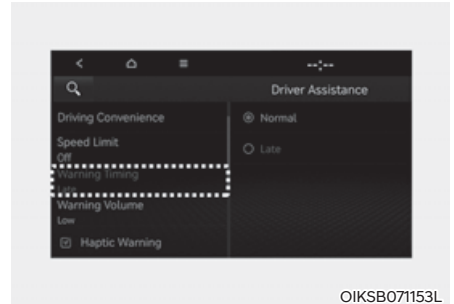 --:--
Driver Assistance
Driving Convenience
Speed Limit
Off
Warning Timing
Late
Warning Volume
Low
Haptic Warning
Normal
Late
OIKSB071153L